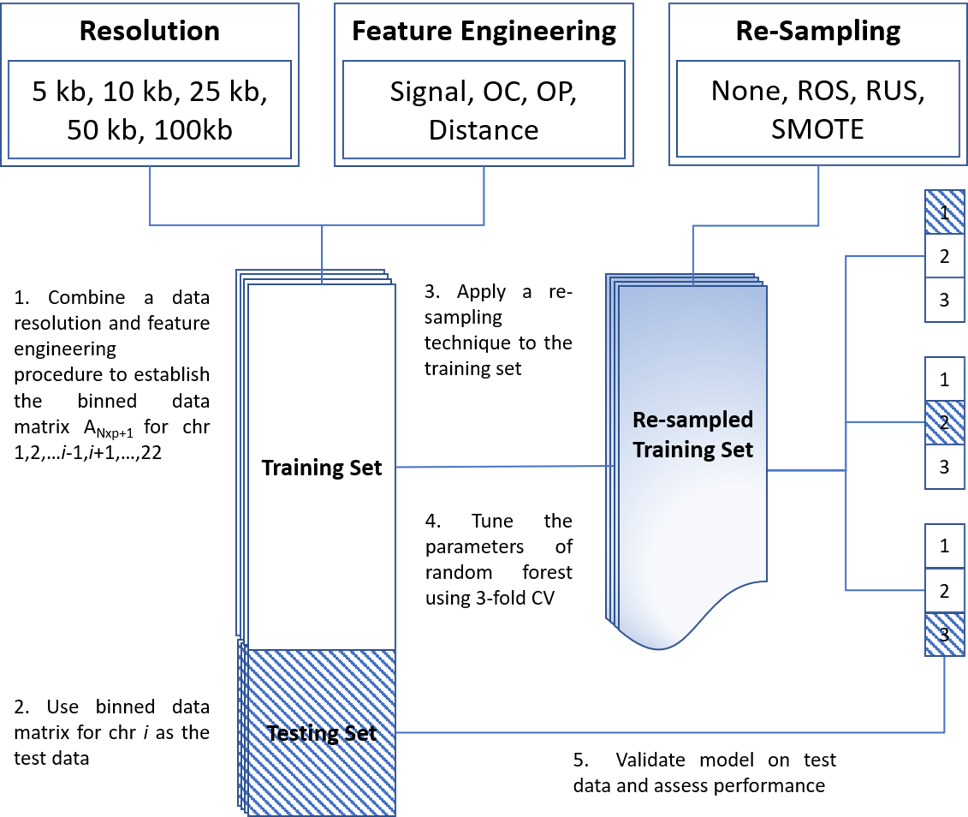 Resolution
5 kb, 10 kb, 25 kb,
50 kb, 100kb
Feature Engineering
Signal, OC, OP,
Distance
Re-Sampling
None, ROS, RUS,
SMOTE
1. Combine a data
resolution and feature
engineering
procedure to establish
the binned data
matrix A_Nxp+1 for chr
1,2,...i-1,i+1,...,22
Training Set
3. Apply a re-
sampling
technique to the
training set
Re-sampled
Training Set
4. Tune the
parameters of
random forest
using 3-fold CV
1
2
3
1
2
3
1
2
3
2. Use binned data
matrix for chr i as the
test data
Testing Set
5. Validate model on test
data and assess performance